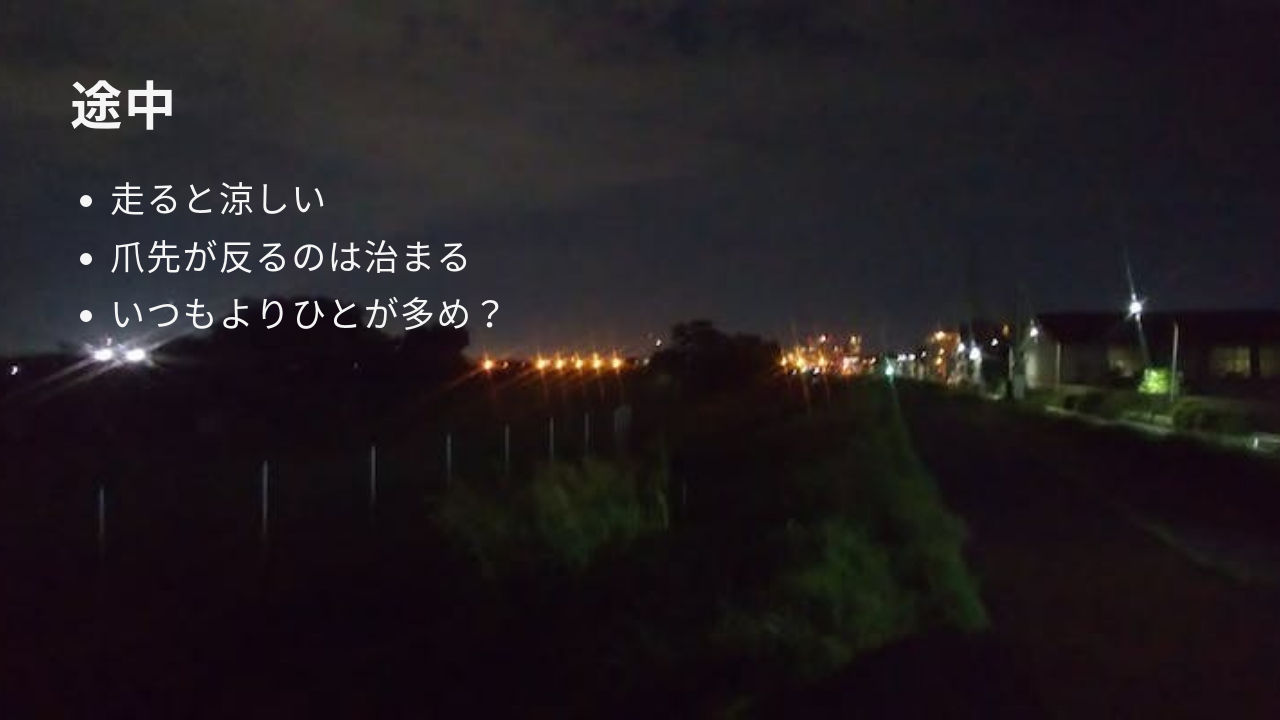 途中
走ると涼しい
爪先が反るのは治まる
いつもよりひとが多め？